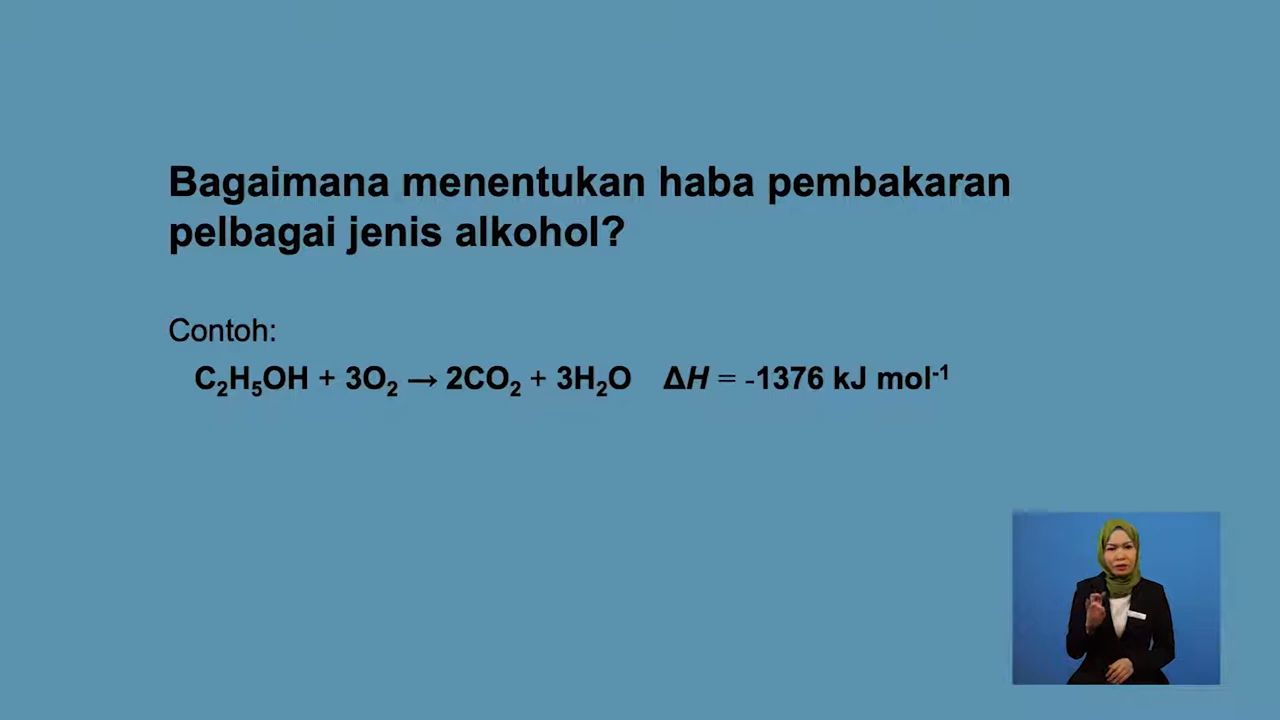 Bagaimana menentukan haba pembakaran
pelbagai jenis alkohol?
Contoh:
C₂H₅OH + 3O₂ → 2CO₂ + 3H₂O ΔH = -1376 kJ mol⁻¹